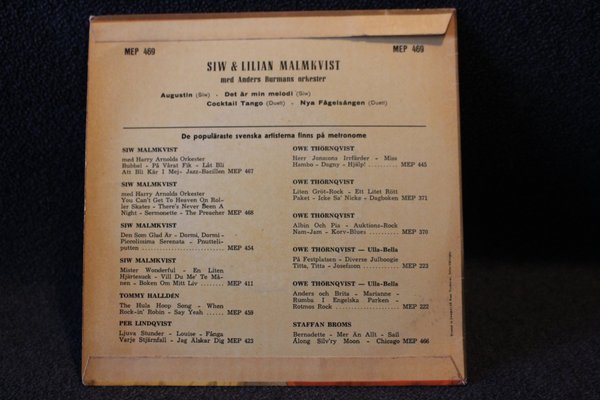 MEP 469
MEP 469
SIW & LILIAN MALMKVIST
med Anders Burmans orkester
Augustin (Siw) - Det är min melodi (Siw)
Cocktail Tango (Duet) - Nya Fågelsången (Duet)
De populäraste svenska artisterna finns på metronome
SIW MALMKVIST
med Harry Arnolds Orkester
Bubbel - På Vårat Fik - Låt Bli
Att Bli Kär I Mej- Jazz-Bacillen MEP 467
SIW MALMKVIST
med Harry Arnolds Orkester
You Can't Get To Heaven On Rol-
ler Skates - There's Never Been A
Night - Sermonette - The Preacher MEP 468
SIW MALMKVIST
Den Som Glad Är - Dormi, Dormi -
Piccolissima Serenata - Pnutteli-
putten MEP 454
SIW MALMKVIST
Mister Wonderful - En Liten
Hjärtesuck - Vill Du Me' Te Må-
nen - Boken Om Mitt Liv MEP 411
TOMMY HALLDEN
The Hula Hoop Song - When
Rock-in' Robin - Say Yeah MEP 459
PER LINDQVIST
Ljuva Stunder - Louise - Fånga
Varje Stjärnfall - Jag Älskar Dig MEP 423
OWE THÖRNQVIST
Herr Jonssons Irrfärder - Miss
Hambo - Dagny - Hjälp! MEP 445
OWE THÖRNQVIST
Liten Gröt-Rock - Ett Litet Rött
Paket - Icke Sa' Nicke - Dagboken MEP 371
OWE THÖRNQVIST
Albin Och Pia - Auktions-Rock
Nam-Jam - Korv-Blues MEP 370
OWE THÖRNQVIST — Ulla-Bella
På Festplatsen - Diverse Julboogie
Titta, Titta - Josefsson MEP 223
OWE THÖRNQVIST — Ulla-Bella
Anders och Brita - Marianne -
Rumba I Engelska Parken -
Rotmos Rock MEP 222
STAFFAN BROMS
Bernadette - Mer An Allt - Sail
Along Silv'ry Moon - Chicago MEP 466